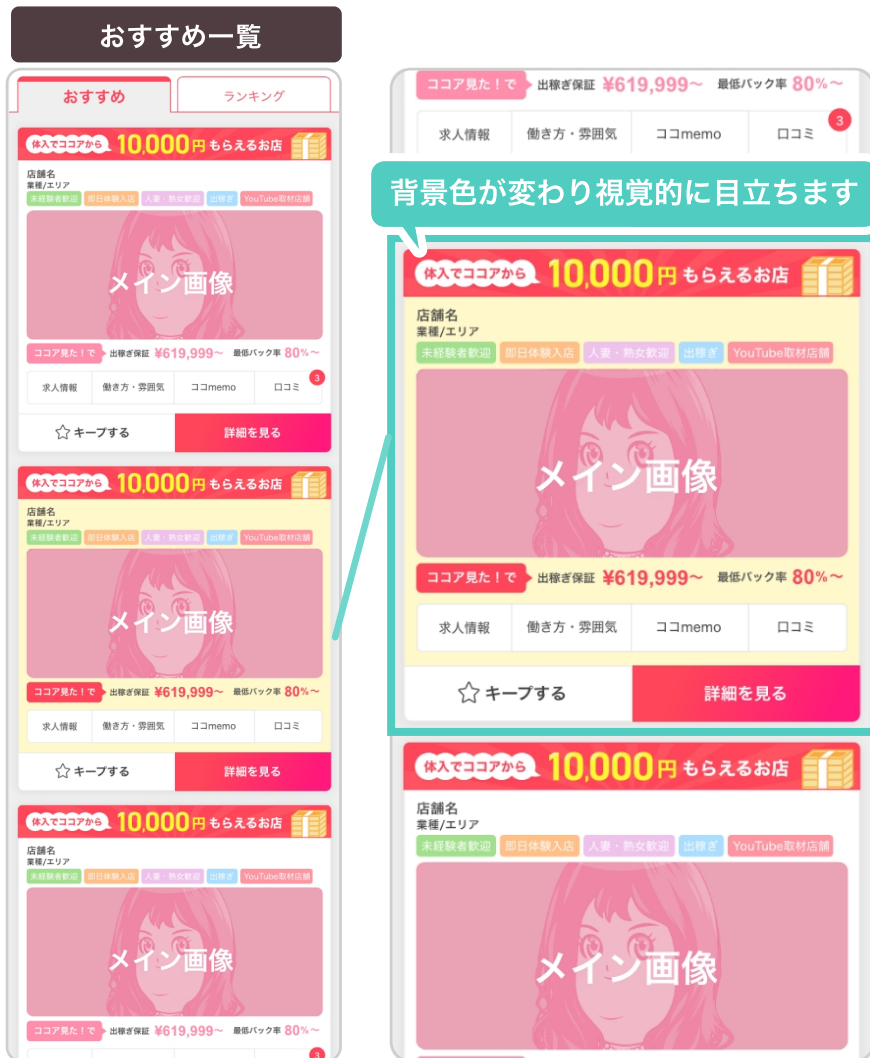 おすすめ一覧
おすすめ
ランキング
体入でココアから 10,000円もらえるお店
店舗名
業種/エリア
未経験者歓迎 即日体験入店 人妻・熟女歓迎 出稼ぎ YouTube取材店舗
メイン画像
ココア見た!で 出稼ぎ保証 ¥619,999〜 最低バック率 80%〜
求人情報 働き方・雰囲気 ココmemo 口コミ 3
☆ キープする 詳細を見る
体入でココアから 10,000円もらえるお店
店舗名
業種/エリア
未経験者歓迎 即日体験入店 人妻・熟女歓迎 出稼ぎ YouTube取材店舗
メイン画像
ココア見た!で 出稼ぎ保証 ¥619,999〜 最低バック率 80%〜
求人情報 働き方・雰囲気 ココmemo 口コミ
☆ キープする 詳細を見る
体入でココアから 10,000円もらえるお店
店舗名
業種/エリア
未経験者歓迎 即日体験入店 人妻・熟女歓迎 出稼ぎ YouTube取材店舗
メイン画像
ココア見た!で 出稼ぎ保証 ¥619,999〜 最低バック率 80%〜
3
ココア見た!で 出稼ぎ保証 ¥619,999〜 最低バック率 80%〜
求人情報 働き方・雰囲気 ココmemo 口コミ 3
背景色が変わり視覚的に目立ちます
体入でココアから 10,000円もらえるお店
店舗名
業種/エリア
未経験者歓迎 即日体験入店 人妻・熟女歓迎 出稼ぎ YouTube取材店舗
メイン画像
ココア見た!で 出稼ぎ保証 ¥619,999〜 最低バック率 80%〜
求人情報 働き方・雰囲気 ココmemo 口コミ
☆ キープする 詳細を見る
体入でココアから 10,000円もらえるお店
店舗名
業種/エリア
未経験者歓迎 即日体験入店 人妻・熟女歓迎 出稼ぎ YouTube取材店舗
メイン画像